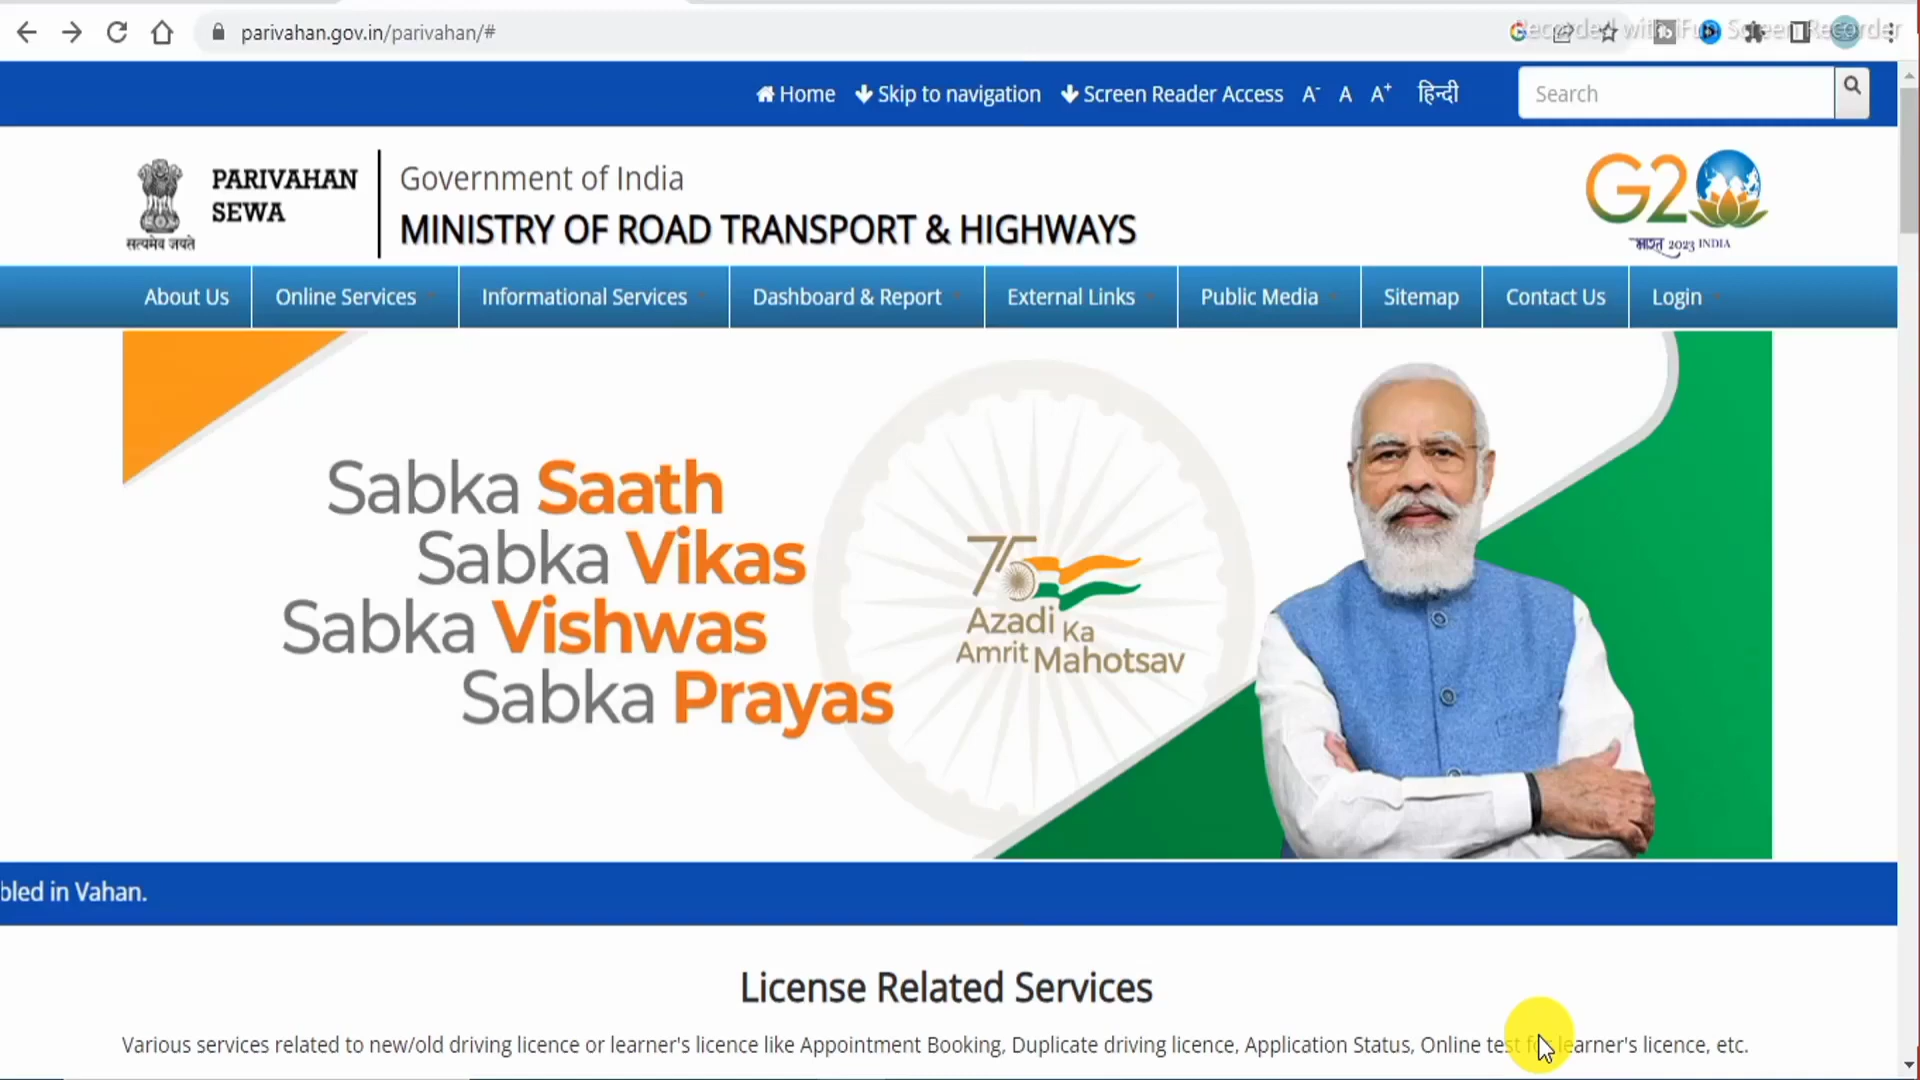 parivahan.gov.in/parivahan/#
Recorded with iFun Screen Recorder
Home Skip to navigation Screen Reader Access A- A A+ हिन्दी Search
PARIVAHAN
SEWA
सत्यमेव जयते
Government of India
MINISTRY OF ROAD TRANSPORT & HIGHWAYS
G20
भारत 2023 INDIA
About Us Online Services Informational Services Dashboard & Report External Links Public Media Sitemap Contact Us Login
Sabka Saath
Sabka Vikas
Sabka Vishwas
Sabka Prayas
75
Azadi Ka
Amrit Mahotsav
bled in Vahan.
License Related Services
Various services related to new/old driving licence or learner's licence like Appointment Booking, Duplicate driving licence, Application Status, Online test for learner's licence, etc.